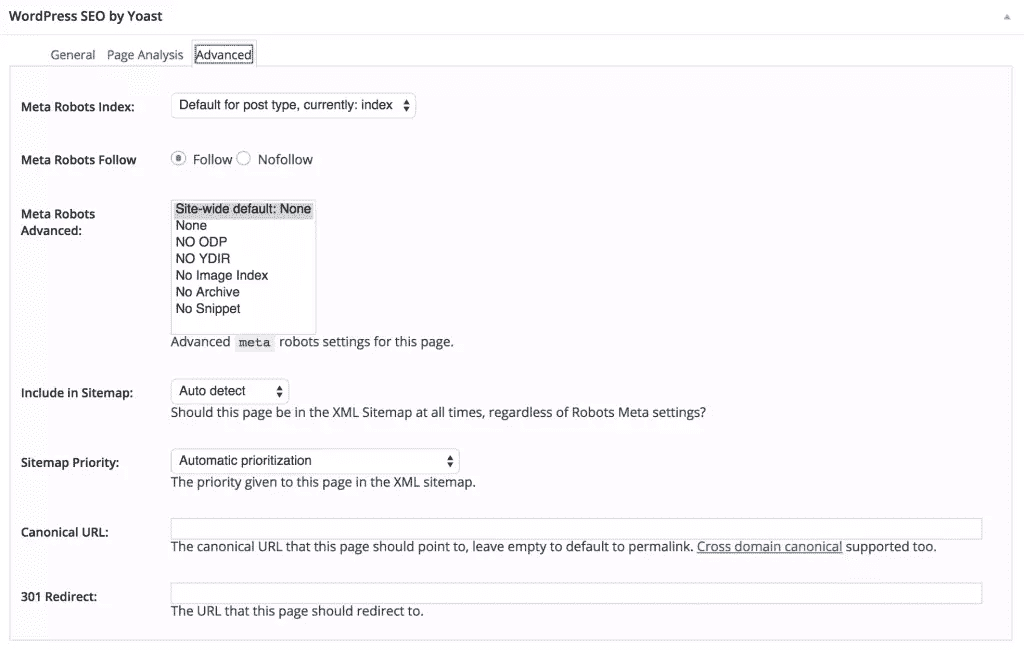 WordPress SEO by Yoast
General Page Analysis Advanced
Meta Robots Index: Default for post type, currently: index
Meta Robots Follow Follow Nofollow
Meta Robots
Advanced:
Site-wide default: None
None
NO ODP
NO YDIR
No Image Index
No Archive
No Snippet
Advanced meta robots settings for this page.
Include in Sitemap: Auto detect
Should this page be in the XML Sitemap at all times, regardless of Robots Meta settings?
Sitemap Priority: Automatic prioritization
The priority given to this page in the XML sitemap.
Canonical URL:
The canonical URL that this page should point to, leave empty to default to permalink. Cross domain canonical supported too.
301 Redirect:
The URL that this page should redirect to.